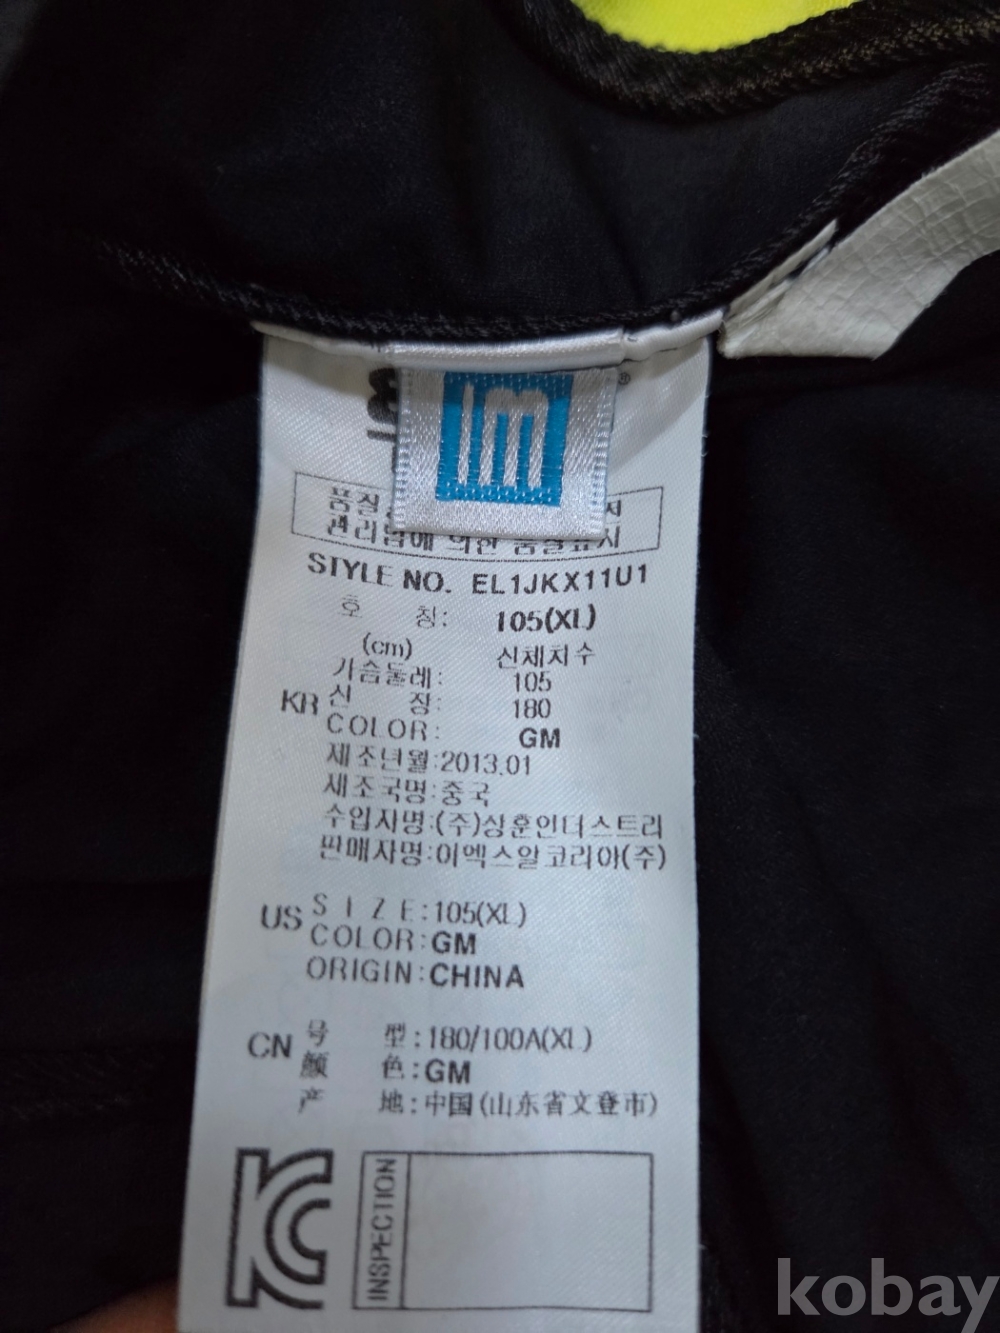 관리법에 의한 품질표시
STYLE NO. EL1JKX11U1
호 칭: 105(XL)
(cm) 신체치수
가슴둘레: 105
KR 신 장: 180
COLOR: GM
제조년월:2013.01
제조국명:중국
수입자명:(주)상훈인더스트리
판매자명:이엑스알코리아(주)
US SIZE:105(XL)
COLOR:GM
ORIGIN:CHINA
CN 号 型:180/100A(XL)
颜 色:GM
产 地:中国(山东省文登市)
INSPECTION
kobay